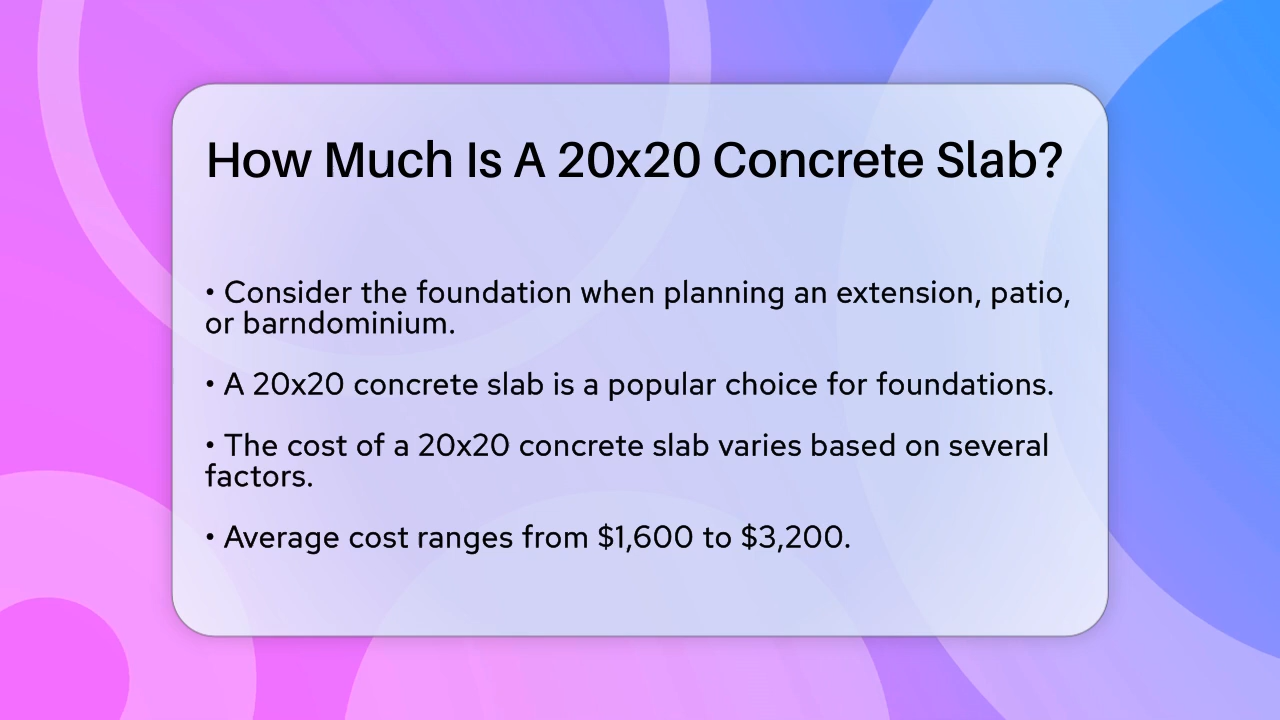 How Much Is A 20x20 Concrete Slab?
• Consider the foundation when planning an extension, patio,
or barndominium.
• A 20x20 concrete slab is a popular choice for foundations.
• The cost of a 20x20 concrete slab varies based on several
factors.
• Average cost ranges from $1,600 to $3,200.